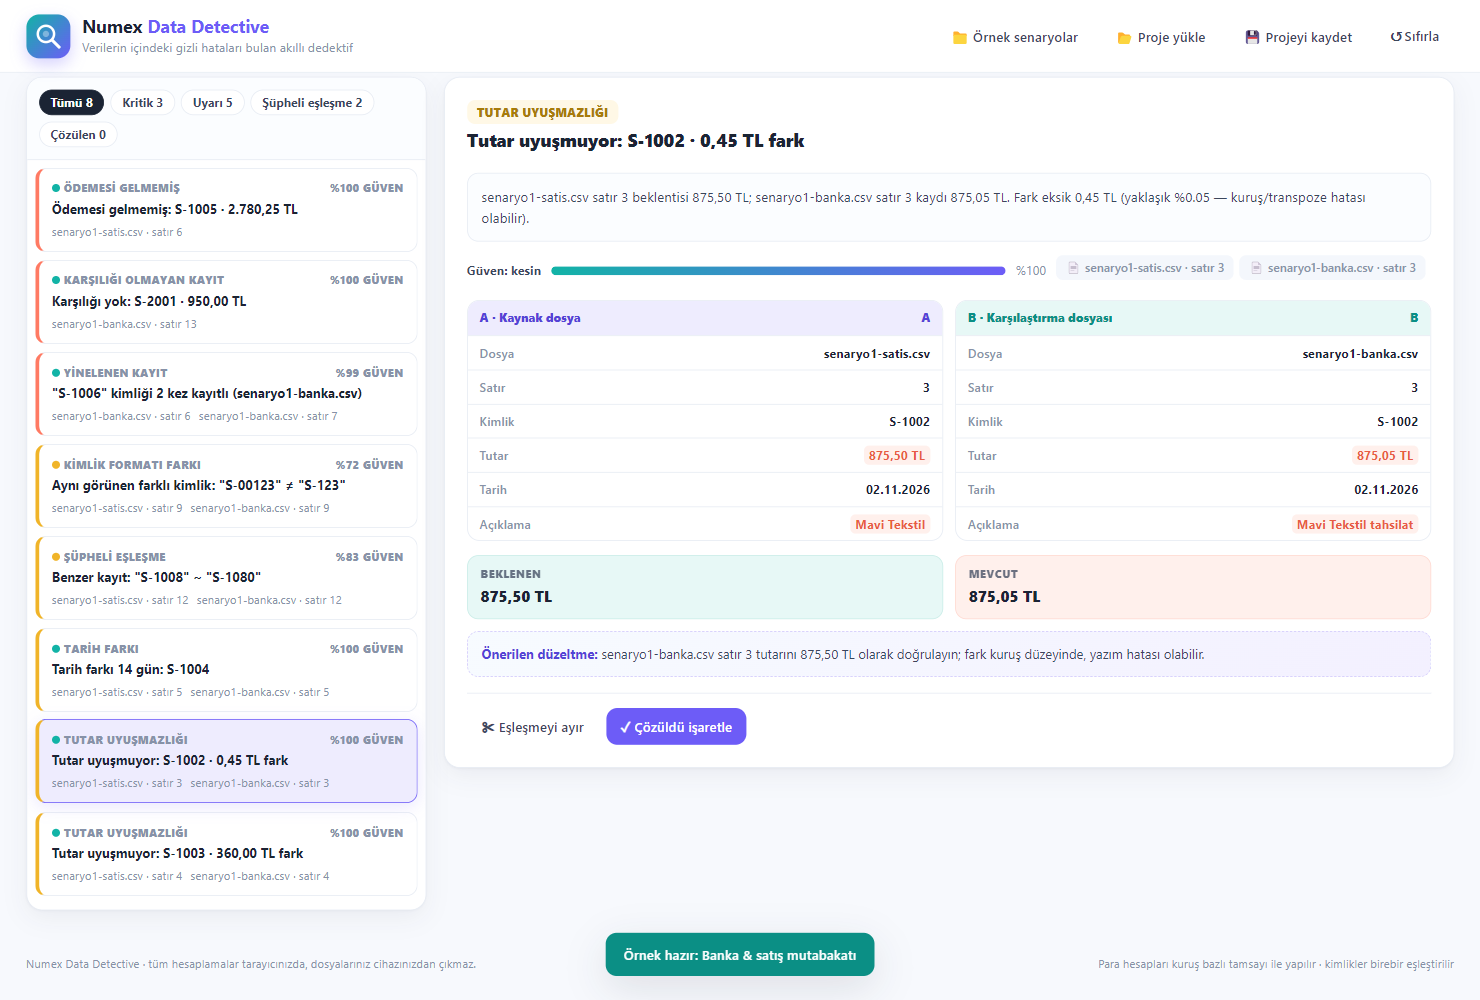 Numex Data Detective
Verilerin içindeki gizli hataları bulan akıllı dedektif
Örnek senaryolar
Proje yükle
Projeyi kaydet
↺Sıfırla
Tümü 8
Kritik 3
Uyarı 5
Şüpheli eşleşme 2
Çözülen 0
ÖDEMESİ GELMEMİŞ %100 GÜVEN
Ödemesi gelmemiş: S-1005 · 2.780,25 TL
senaryo1-satis.csv · satır 6
KARŞILIĞI OLMAYAN KAYIT %100 GÜVEN
Karşılığı yok: S-2001 · 950,00 TL
senaryo1-banka.csv · satır 13
YİNELENEN KAYIT %99 GÜVEN
"S-1006" kimliği 2 kez kayıtlı (senaryo1-banka.csv)
senaryo1-banka.csv · satır 6 senaryo1-banka.csv · satır 7
KİMLİK FORMATI FARKI %72 GÜVEN
Aynı görünen farklı kimlik: "S-00123" ≠ "S-123"
senaryo1-satis.csv · satır 9 senaryo1-banka.csv · satır 9
ŞÜPHELİ EŞLEŞME %83 GÜVEN
Benzer kayıt: "S-1008" ~ "S-1080"
senaryo1-satis.csv · satır 12 senaryo1-banka.csv · satır 12
TARİH FARKI %100 GÜVEN
Tarih farkı 14 gün: S-1004
senaryo1-satis.csv · satır 5 senaryo1-banka.csv · satır 5
TUTAR UYUŞMAZLIĞI %100 GÜVEN
Tutar uyuşmuyor: S-1002 · 0,45 TL fark
senaryo1-satis.csv · satır 3 senaryo1-banka.csv · satır 3
TUTAR UYUŞMAZLIĞI %100 GÜVEN
Tutar uyuşmuyor: S-1003 · 360,00 TL fark
senaryo1-satis.csv · satır 4 senaryo1-banka.csv · satır 4
TUTAR UYUŞMAZLIĞI
Tutar uyuşmuyor: S-1002 · 0,45 TL fark
senaryo1-satis.csv satır 3 beklentisi 875,50 TL; senaryo1-banka.csv satır 3 kaydı 875,05 TL. Fark eksik 0,45 TL (yaklaşık %0.05 — kuruş/transpoze hatası
olabilir).
Güven: kesin %100 senaryo1-satis.csv · satır 3 senaryo1-banka.csv · satır 3
A · Kaynak dosya A
Dosya senaryo1-satis.csv
Satır 3
Kimlik S-1002
Tutar 875,50 TL
Tarih 02.11.2026
Açıklama Mavi Tekstil
B · Karşılaştırma dosyası B
Dosya senaryo1-banka.csv
Satır 3
Kimlik S-1002
Tutar 875,05 TL
Tarih 02.11.2026
Açıklama Mavi Tekstil tahsilat
BEKLENEN
875,50 TL
MEVCUT
875,05 TL
Önerilen düzeltme: senaryo1-banka.csv satır 3 tutarını 875,50 TL olarak doğrulayın; fark kuruş düzeyinde, yazım hatası olabilir.
✂ Eşleşmeyi ayır
✓ Çözüldü işaretle
Örnek hazır: Banka & satış mutabakatı
Numex Data Detective · tüm hesaplamalar tarayıcınızda, dosyalarınız cihazınızdan çıkmaz.
Para hesapları kuruş bazlı tamsayı ile yapılır · kimlikler birebir eşleştirilir